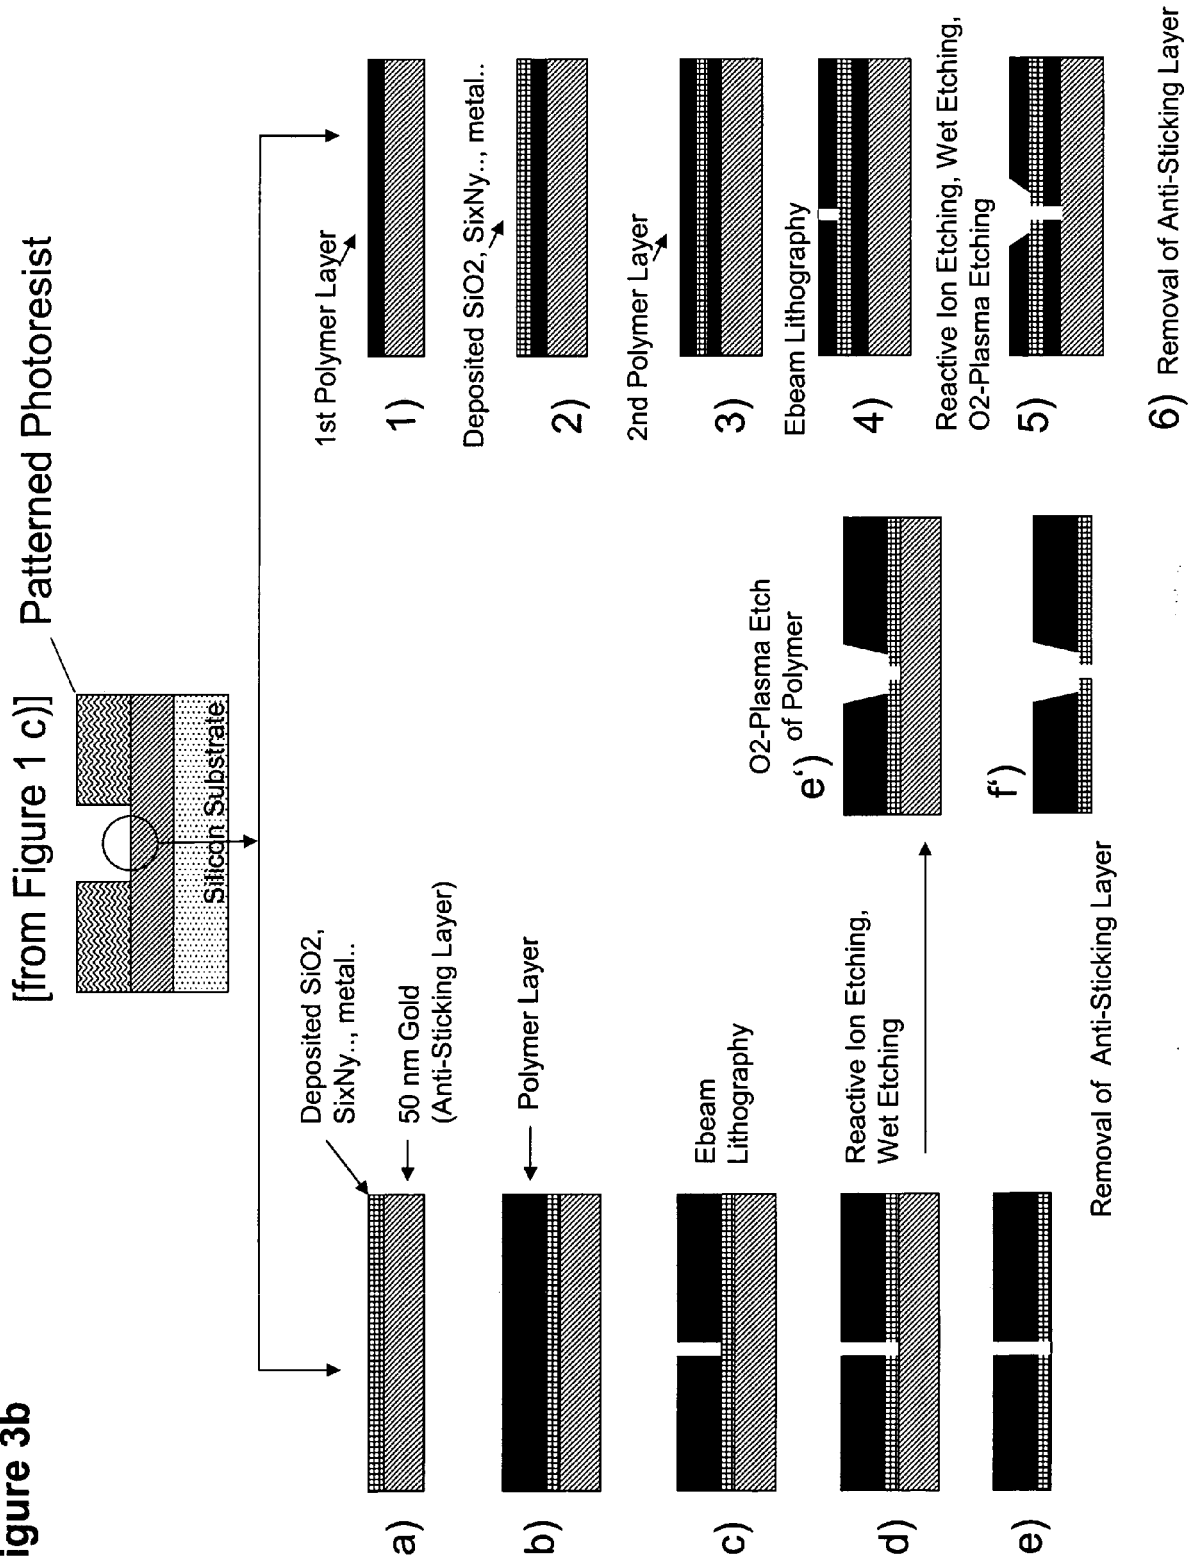 igure 3b
[from Figure 1 c)]
Patterned Photoresist
Silicon Substrate
a)
Deposited SiO2,
SixNy.., metal..
50 nm Gold
(Anti-Sticking Layer)
b)
Polymer Layer
c)
Ebeam
Lithography
d)
Reactive Ion Etching,
Wet Etching
e)
Removal of Anti-Sticking Layer
O2-Plasma Etch
of Polymer
e')
f')
1st Polymer Layer
1)
Deposited SiO2, SixNy.., metal..
2)
2nd Polymer Layer
3)
Ebeam Lithography
4)
Reactive Ion Etching, Wet Etching,
O2-Plasma Etching
5)
6) Removal of Anti-Sticking Layer